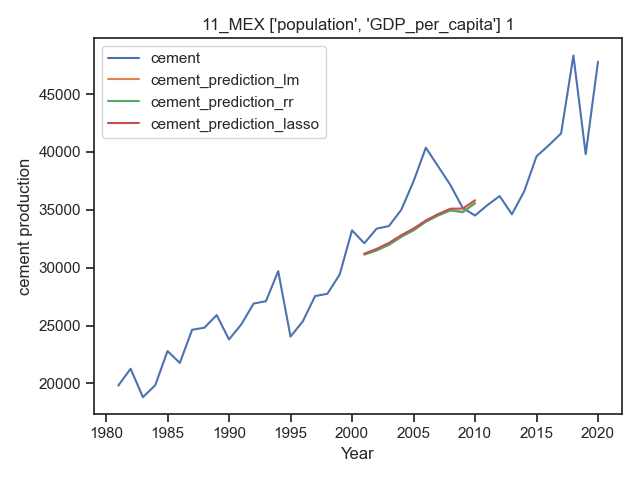 11_MEX ['population', 'GDP_per_capita'] 1
cement
cement_prediction_lm
cement_prediction_rr
cement_prediction_lasso
cement production
45000
40000
35000
30000
25000
20000
1980 1985 1990 1995 2000 2005 2010 2015 2020
Year